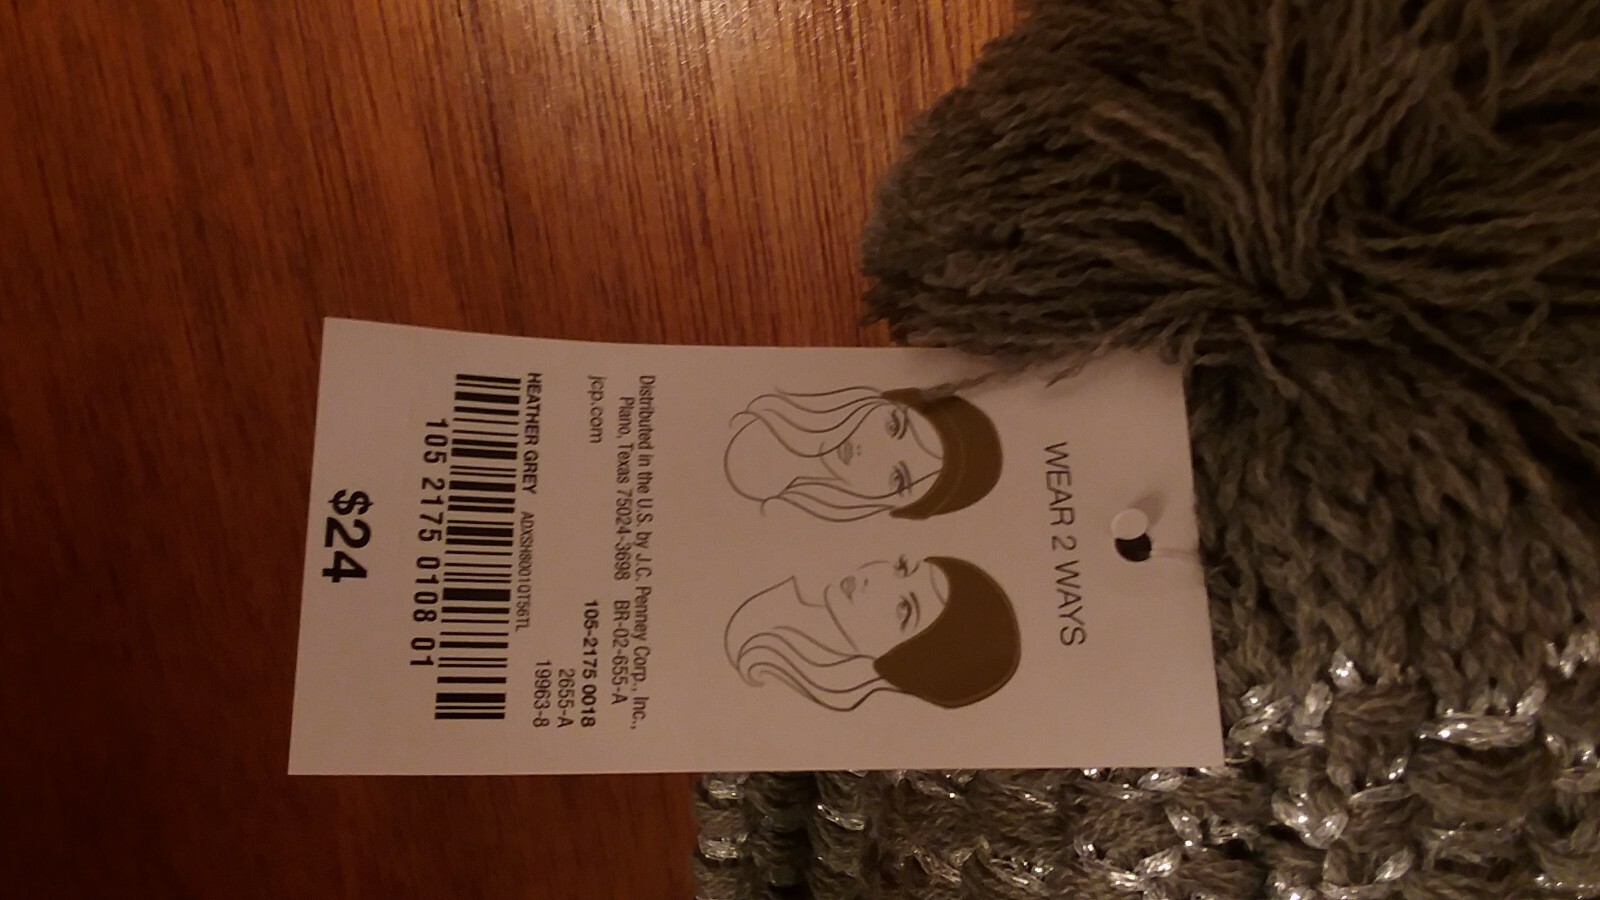 WEAR 2 WAYS
Distributed in the U.S. by J.C. Penney Corp., Inc.,
Plano, Texas 75024-3698 BR-02-655-A
jcp.com 105-2175 0018
2655-A
19963-8
HEATHER GREY ADXSH80010T56TL
105 2175 0108 01
$24